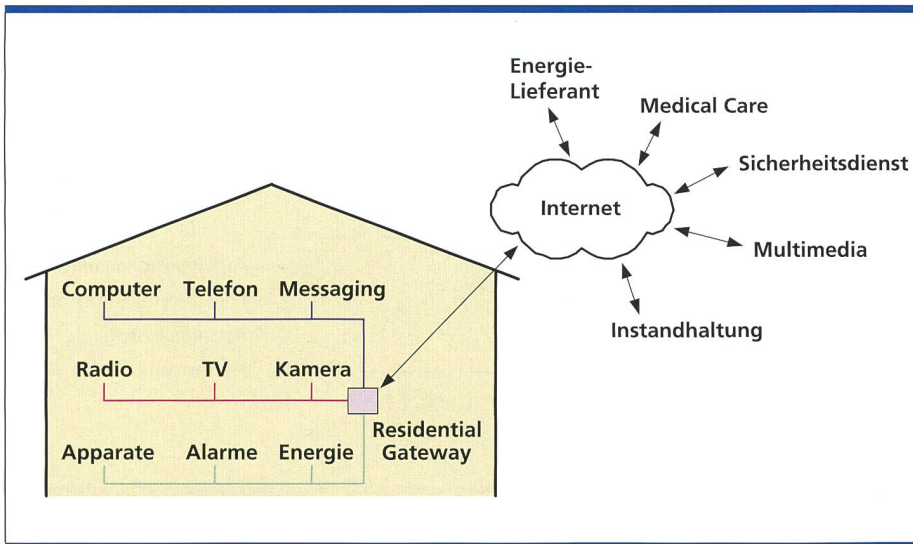 Energie-
Lieferant
Medical Care
Sicherheitsdienst
Internet
Multimedia
Instandhaltung
Computer Telefon Messaging
Radio TV Kamera
Residential
Gateway
Apparate Alarme Energie